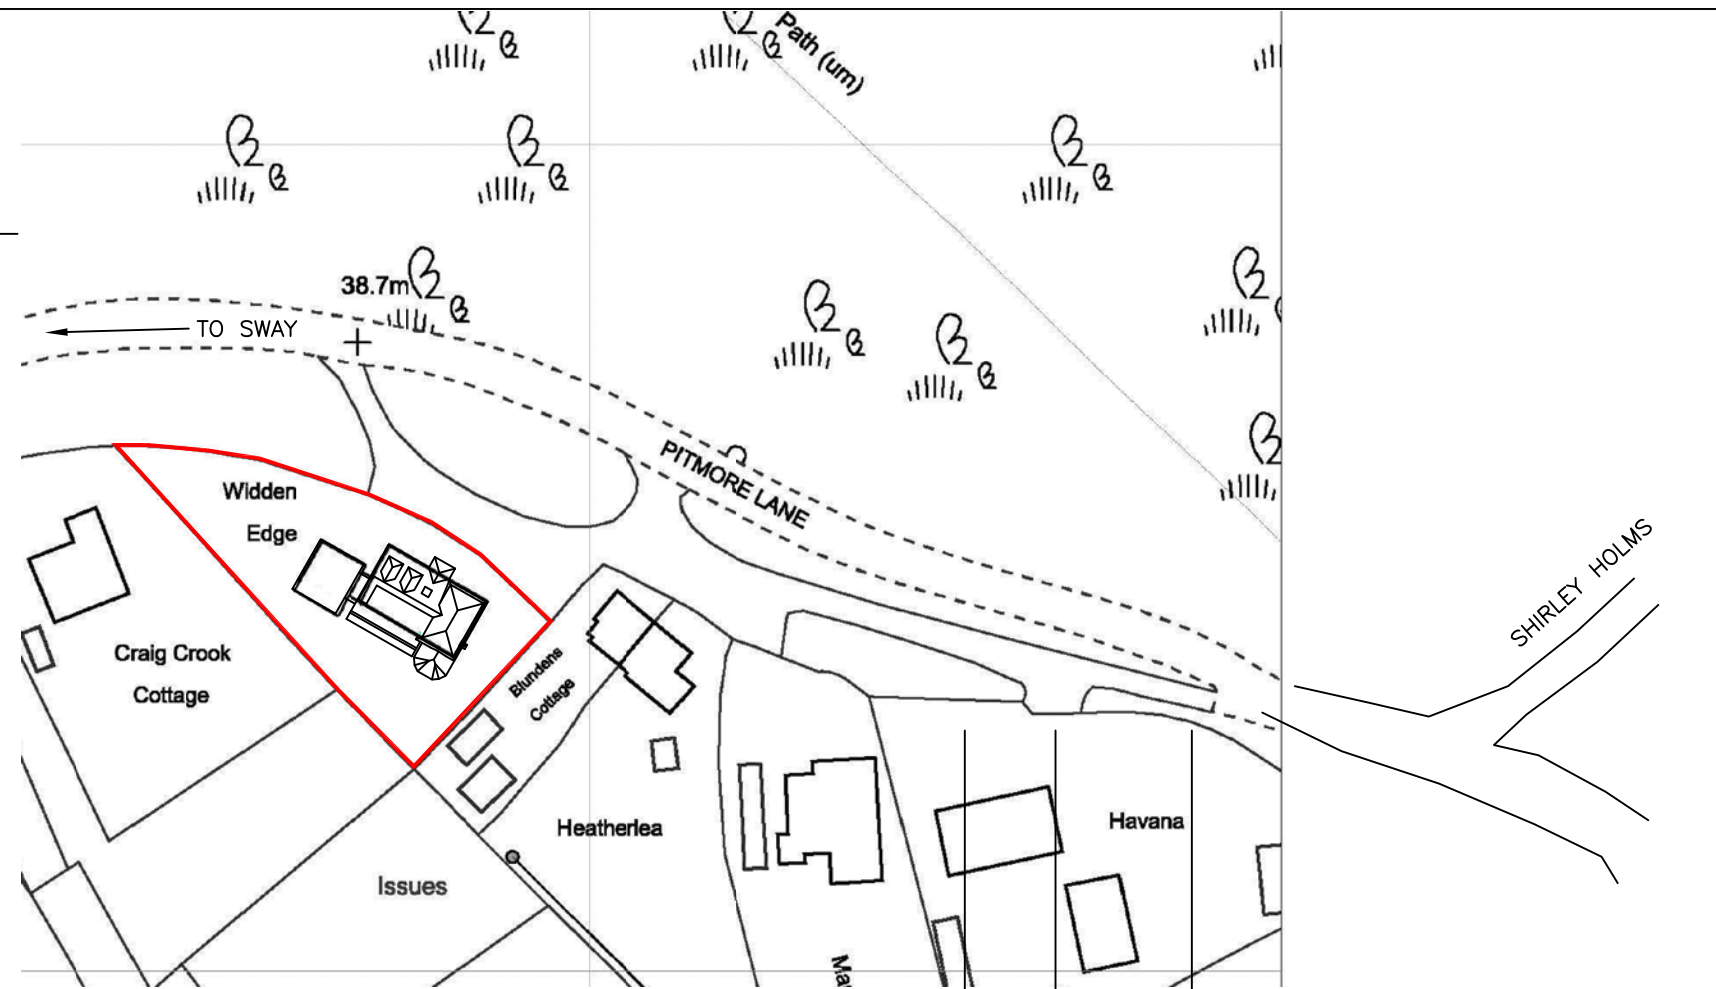 Path (um)
38.7m
TO SWAY
PITMORE LANE
SHIRLEY HOLMS
Widden
Edge
Craig Crook
Cottage
Blundens
Cottage
Heatherlea
Havana
Issues